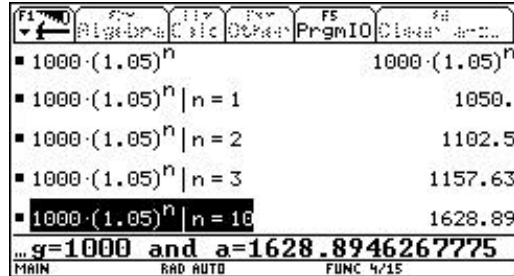 F1 Algebra Calc Other F5 PrgmIO Clear
▪ 1000·(1.05)ⁿ 1000·(1.05)ⁿ
▪ 1000·(1.05)ⁿ | n = 1 1050.
▪ 1000·(1.05)ⁿ | n = 2 1102.5
▪ 1000·(1.05)ⁿ | n = 3 1157.63
▪ 1000·(1.05)ⁿ | n = 10 1628.89
…g=1000 and a=1628.8946267775
MAIN RAD AUTO FUNC 4/15